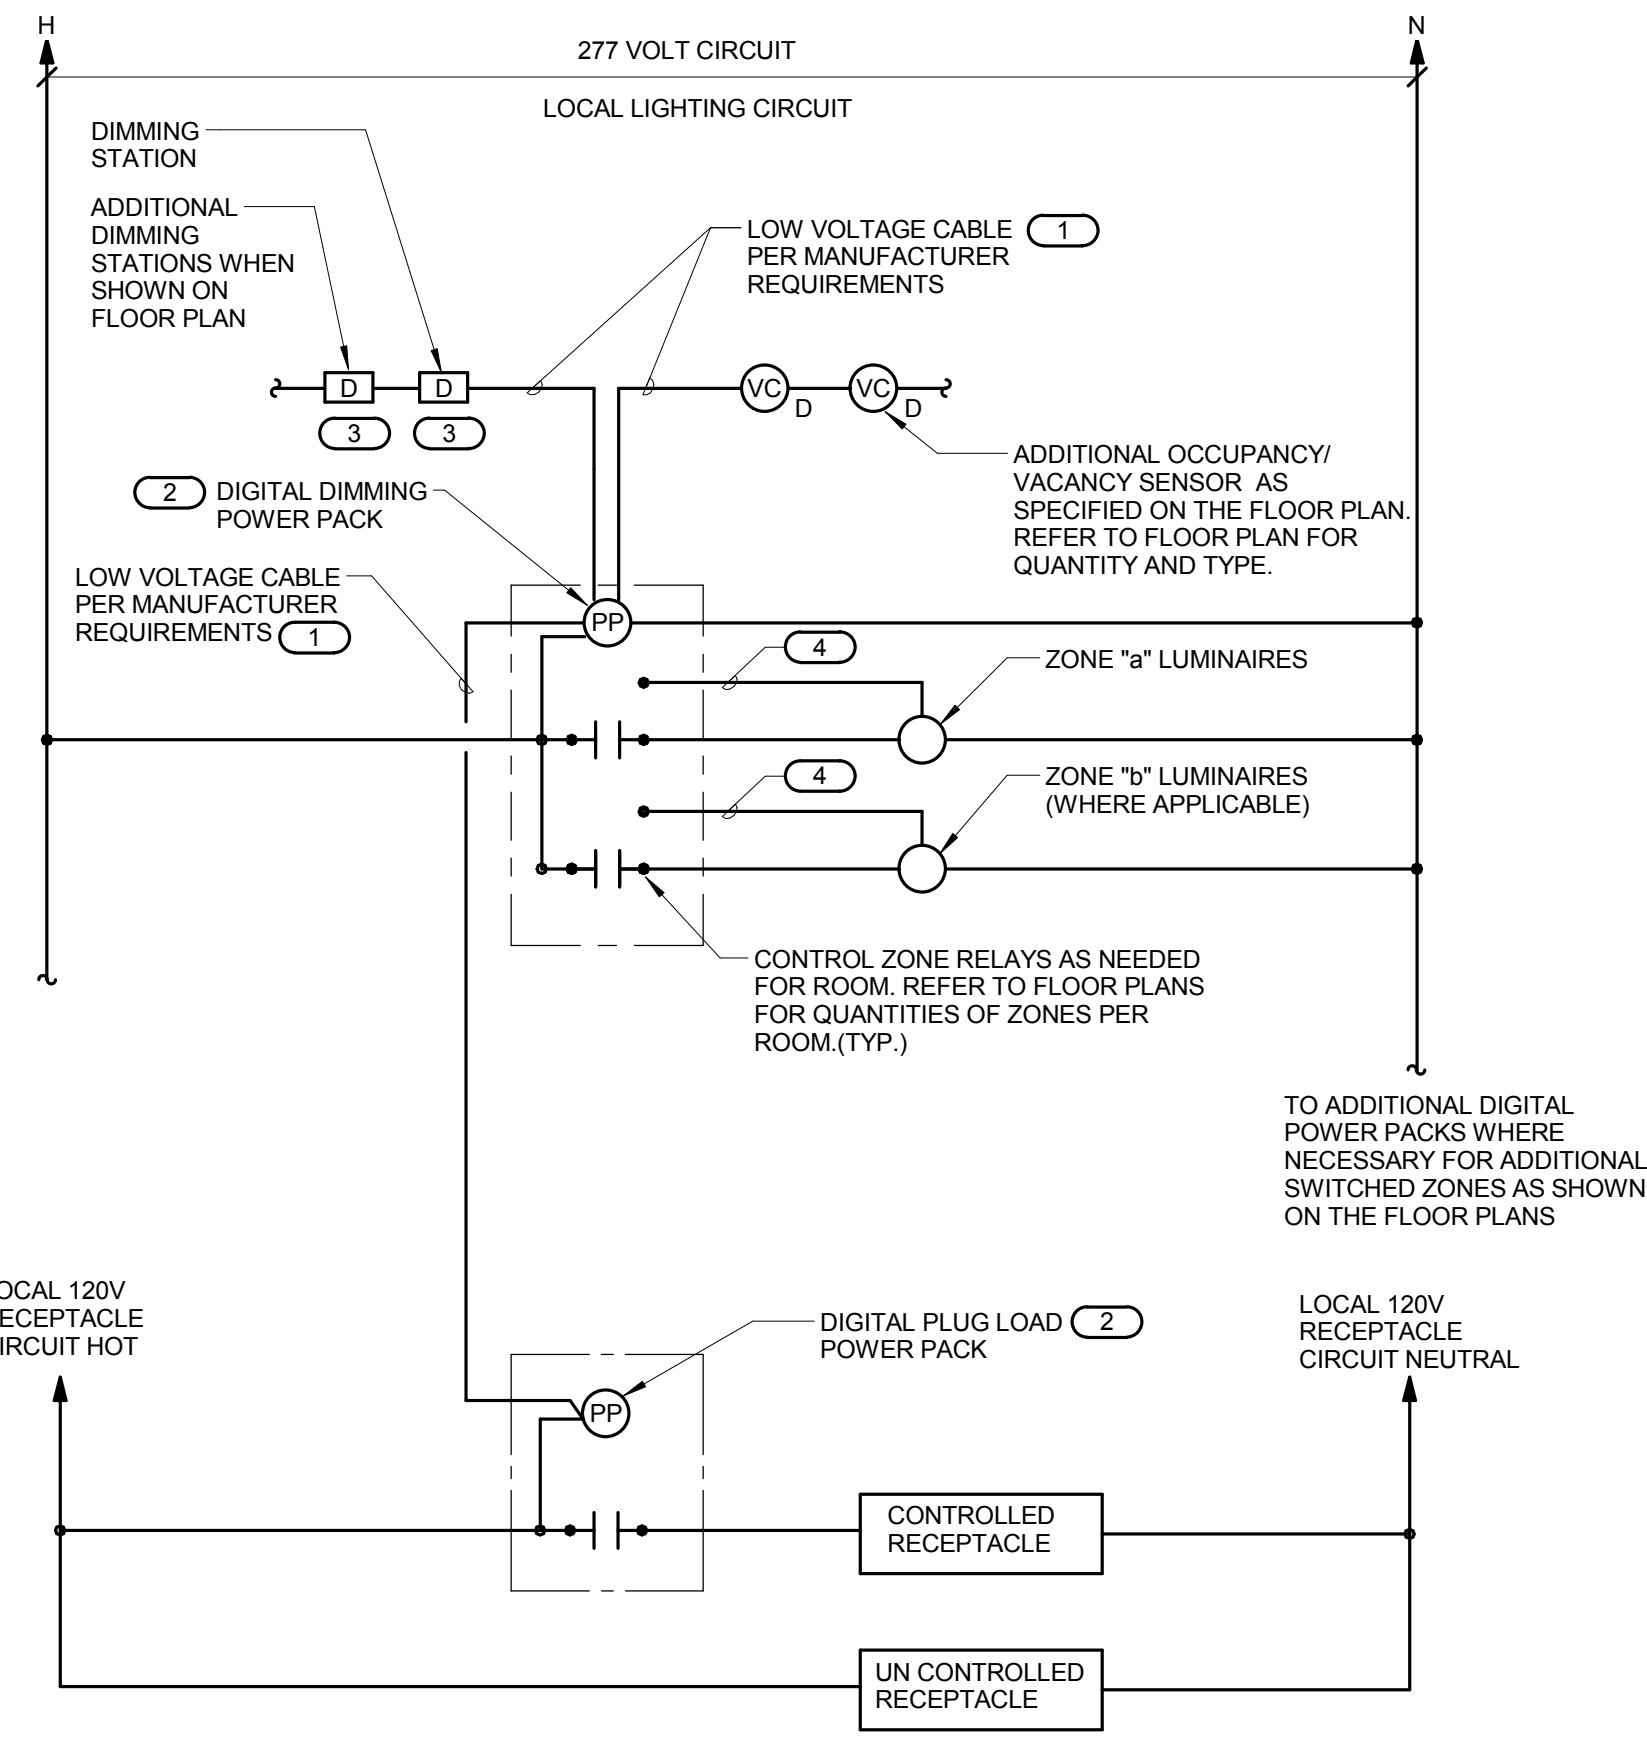 H
N
277 VOLT CIRCUIT
LOCAL LIGHTING CIRCUIT
DIMMING
STATION
ADDITIONAL
DIMMING
STATIONS WHEN
SHOWN ON
FLOOR PLAN
LOW VOLTAGE CABLE 1
PER MANUFACTURER
REQUIREMENTS
D D
3 3
VC D VC D
ADDITIONAL OCCUPANCY/
VACANCY SENSOR AS
SPECIFIED ON THE FLOOR PLAN.
REFER TO FLOOR PLAN FOR
QUANTITY AND TYPE.
2 DIGITAL DIMMING
POWER PACK
LOW VOLTAGE CABLE
PER MANUFACTURER
REQUIREMENTS 1
PP
4
ZONE "a" LUMINAIRES
4
ZONE "b" LUMINAIRES
(WHERE APPLICABLE)
CONTROL ZONE RELAYS AS NEEDED
FOR ROOM. REFER TO FLOOR PLANS
FOR QUANTITIES OF ZONES PER
ROOM.(TYP.)
TO ADDITIONAL DIGITAL
POWER PACKS WHERE
NECESSARY FOR ADDITIONAL
SWITCHED ZONES AS SHOWN
ON THE FLOOR PLANS
OCAL 120V
ECEPTACLE
IRCUIT HOT
DIGITAL PLUG LOAD 2
POWER PACK
LOCAL 120V
RECEPTACLE
CIRCUIT NEUTRAL
PP
CONTROLLED
RECEPTACLE
UN CONTROLLED
RECEPTACLE